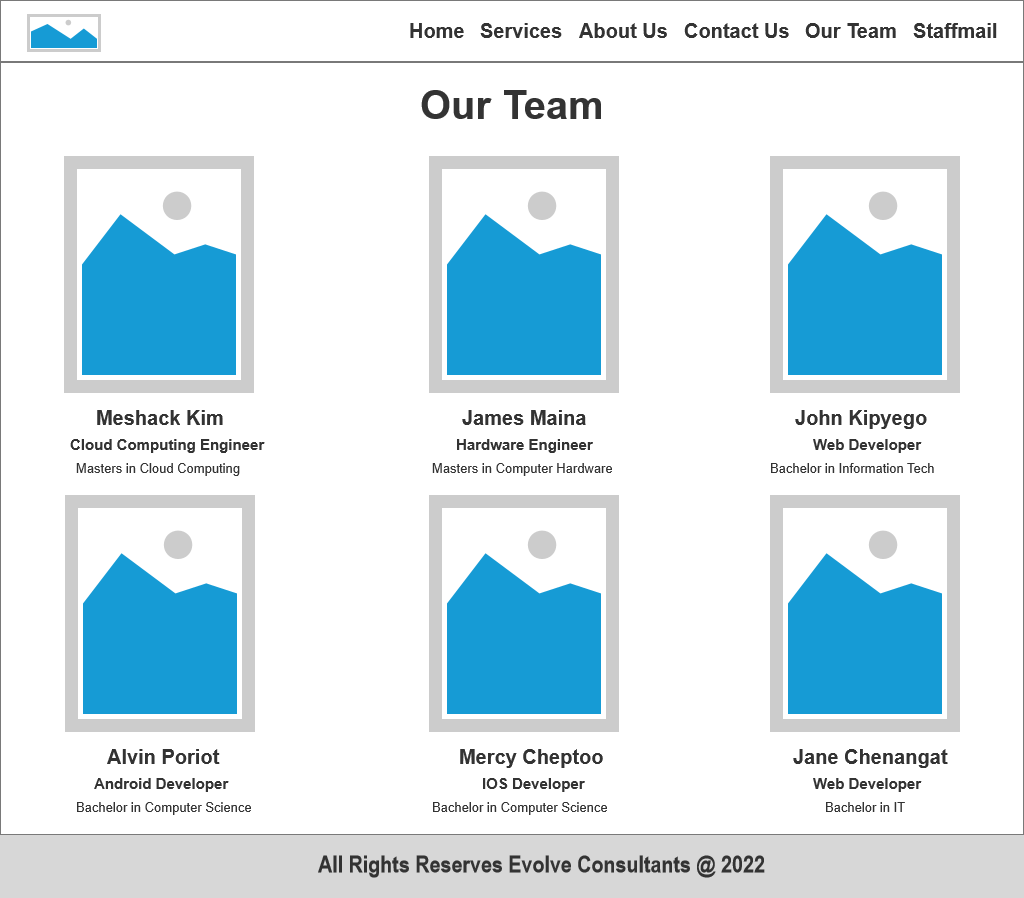 Home Services About Us Contact Us Our Team Staffmail
Our Team
Meshack Kim
Cloud Computing Engineer
Masters in Cloud Computing
James Maina
Hardware Engineer
Masters in Computer Hardware
John Kipyego
Web Developer
Bachelor in Information Tech
Alvin Poriot
Android Developer
Bachelor in Computer Science
Mercy Cheptoo
IOS Developer
Bachelor in Computer Science
Jane Chenangat
Web Developer
Bachelor in IT
All Rights Reserves Evolve Consultants @ 2022